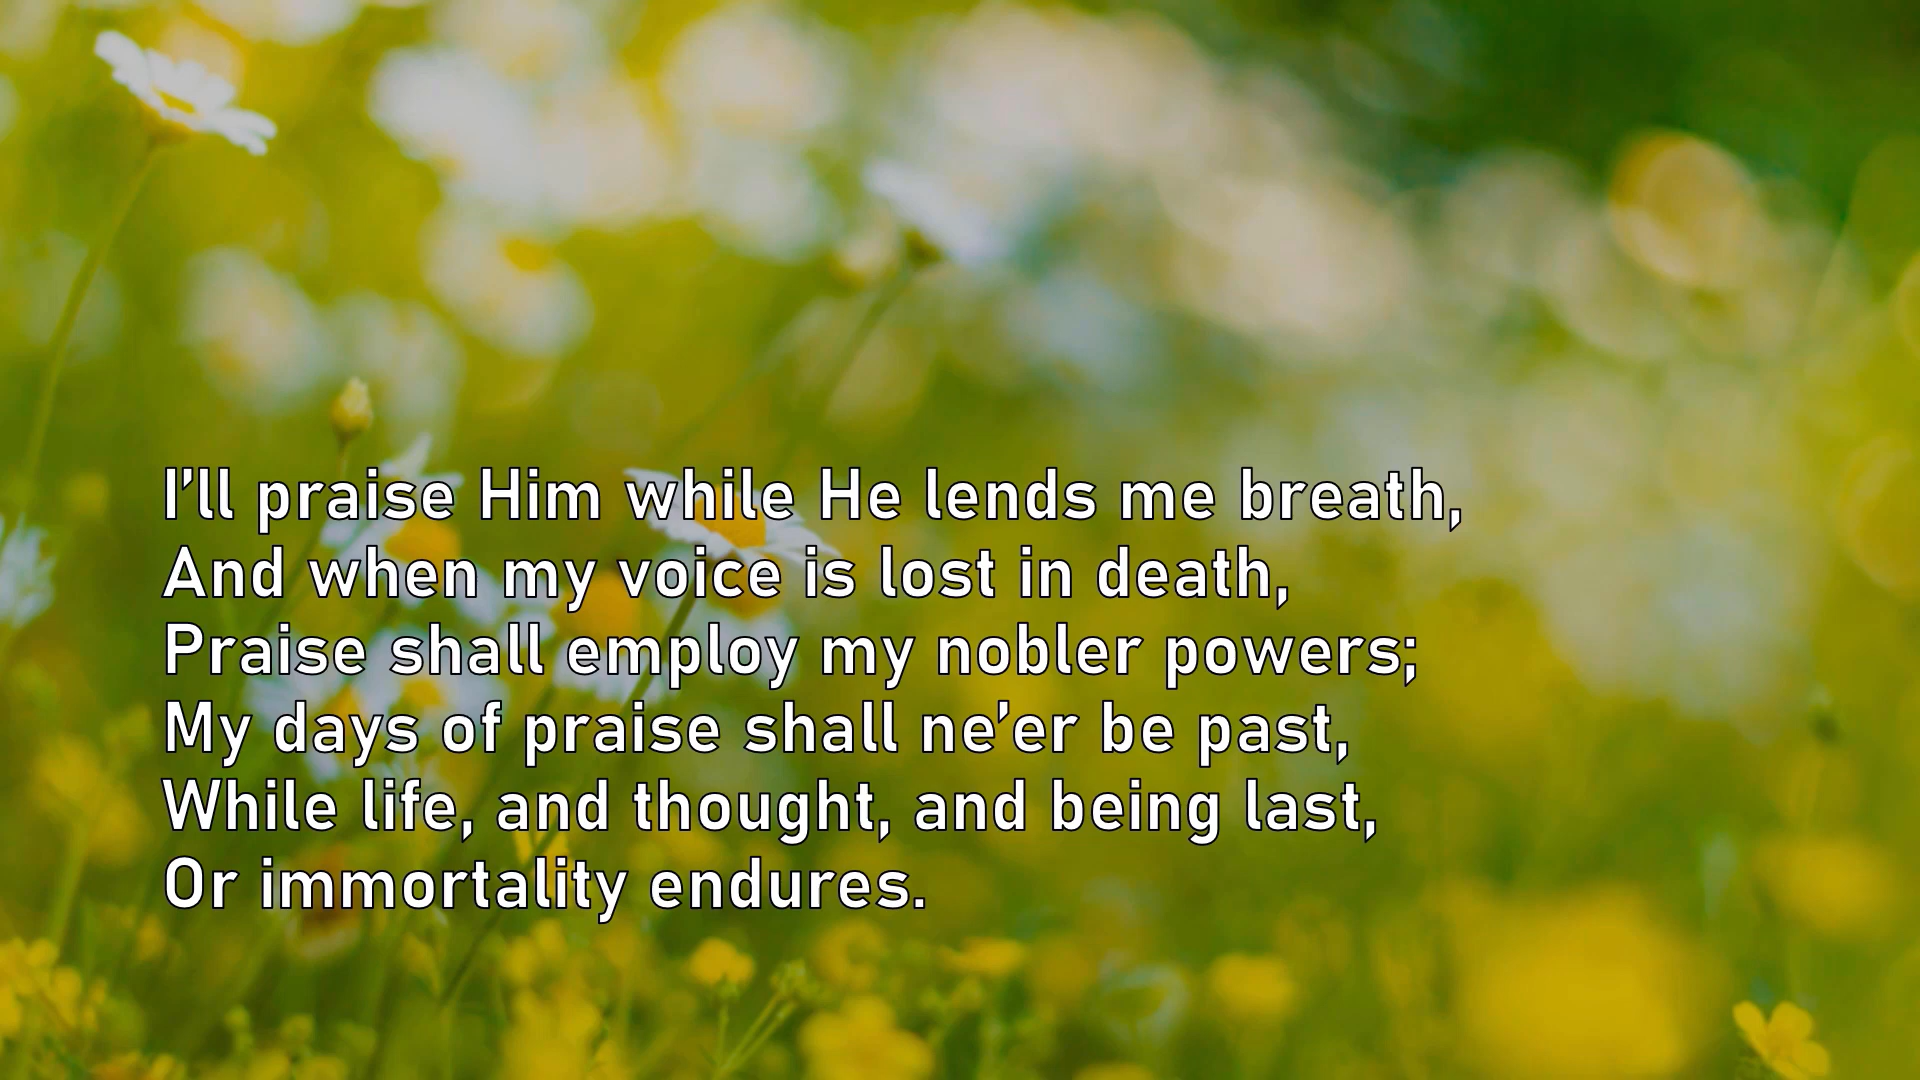 I’ll praise Him while He lends me breath,
And when my voice is lost in death,
Praise shall employ my nobler powers;
My days of praise shall ne’er be past,
While life, and thought, and being last,
Or immortality endures.